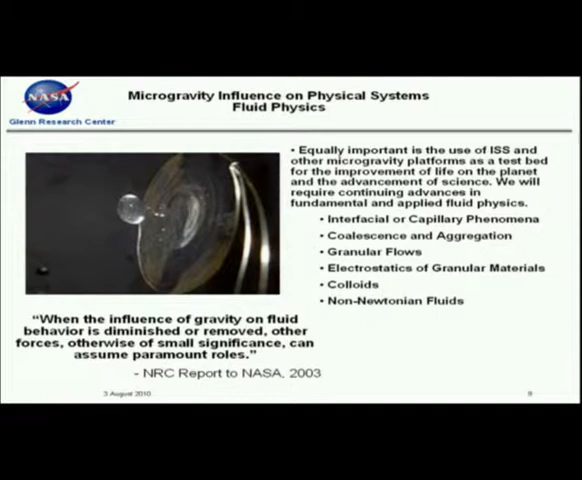 Microgravity Influence on Physical Systems
Fluid Physics
NASA
Glenn Research Center
• Equally important is the use of ISS and
other microgravity platforms as a test bed
for the improvement of life on the planet
and the advancement of science. We will
require continuing advances in
fundamental and applied fluid physics.
• Interfacial or Capillary Phenomena
• Coalescence and Aggregation
• Granular Flows
• Electrostatics of Granular Materials
• Colloids
• Non-Newtonian Fluids
“When the influence of gravity on fluid
behavior is diminished or removed, other
forces, otherwise of small significance, can
assume paramount roles.”
- NRC Report to NASA, 2003
3 August 2010
9